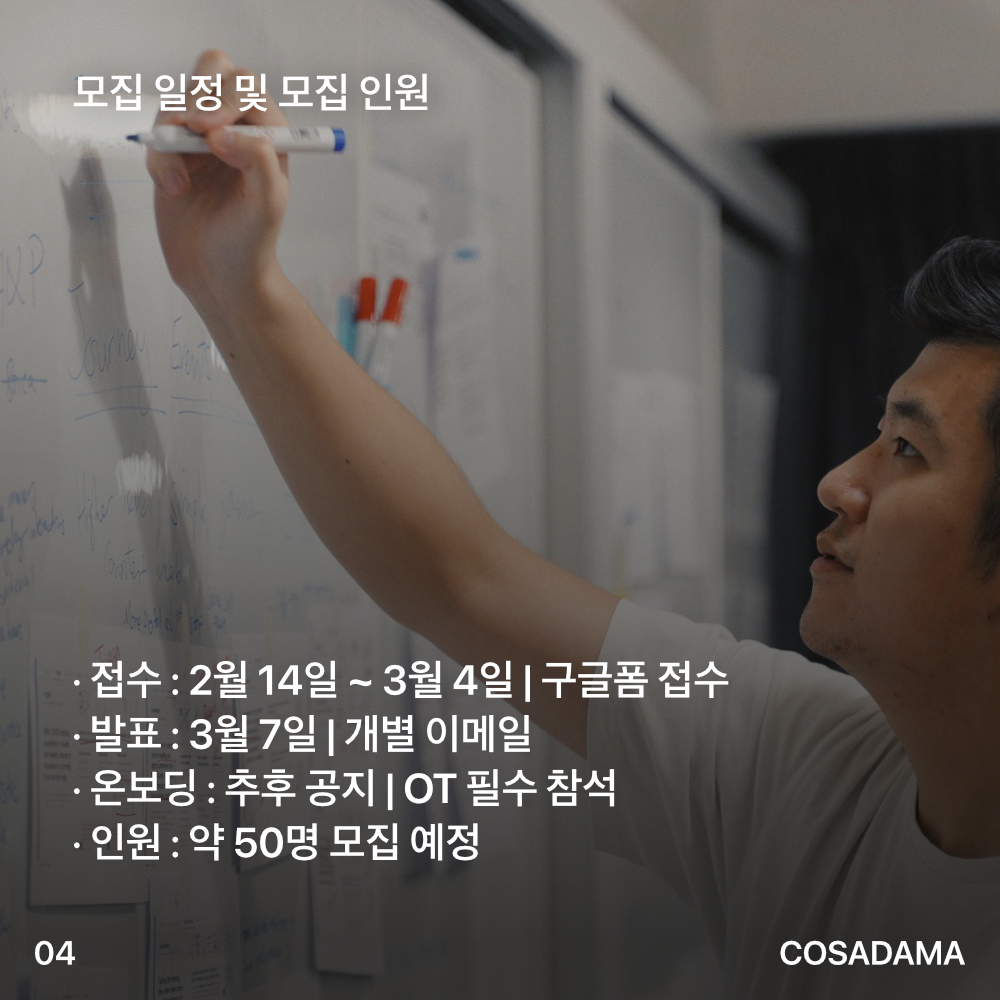 모집 일정 및 모집 인원
Journey
· 접수 : 2월 14일 ~ 3월 4일 | 구글폼 접수
· 발표 : 3월 7일 | 개별 이메일
· 온보딩 : 추후 공지 | OT 필수 참석
· 인원 : 약 50명 모집 예정
04
COSADAMA